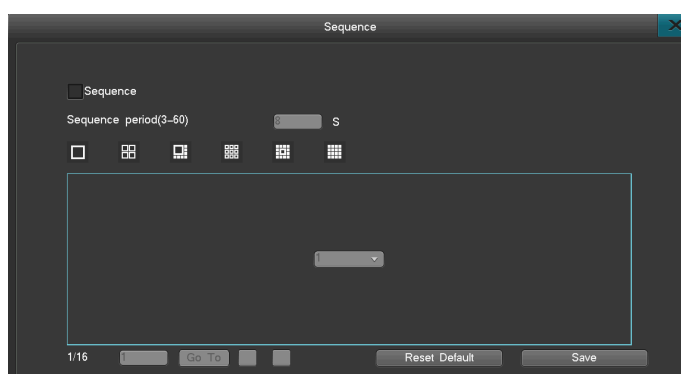 Sequence
Sequence
Sequence period(3-60)
S
1
1/16
1
Go To
Reset Default
Save